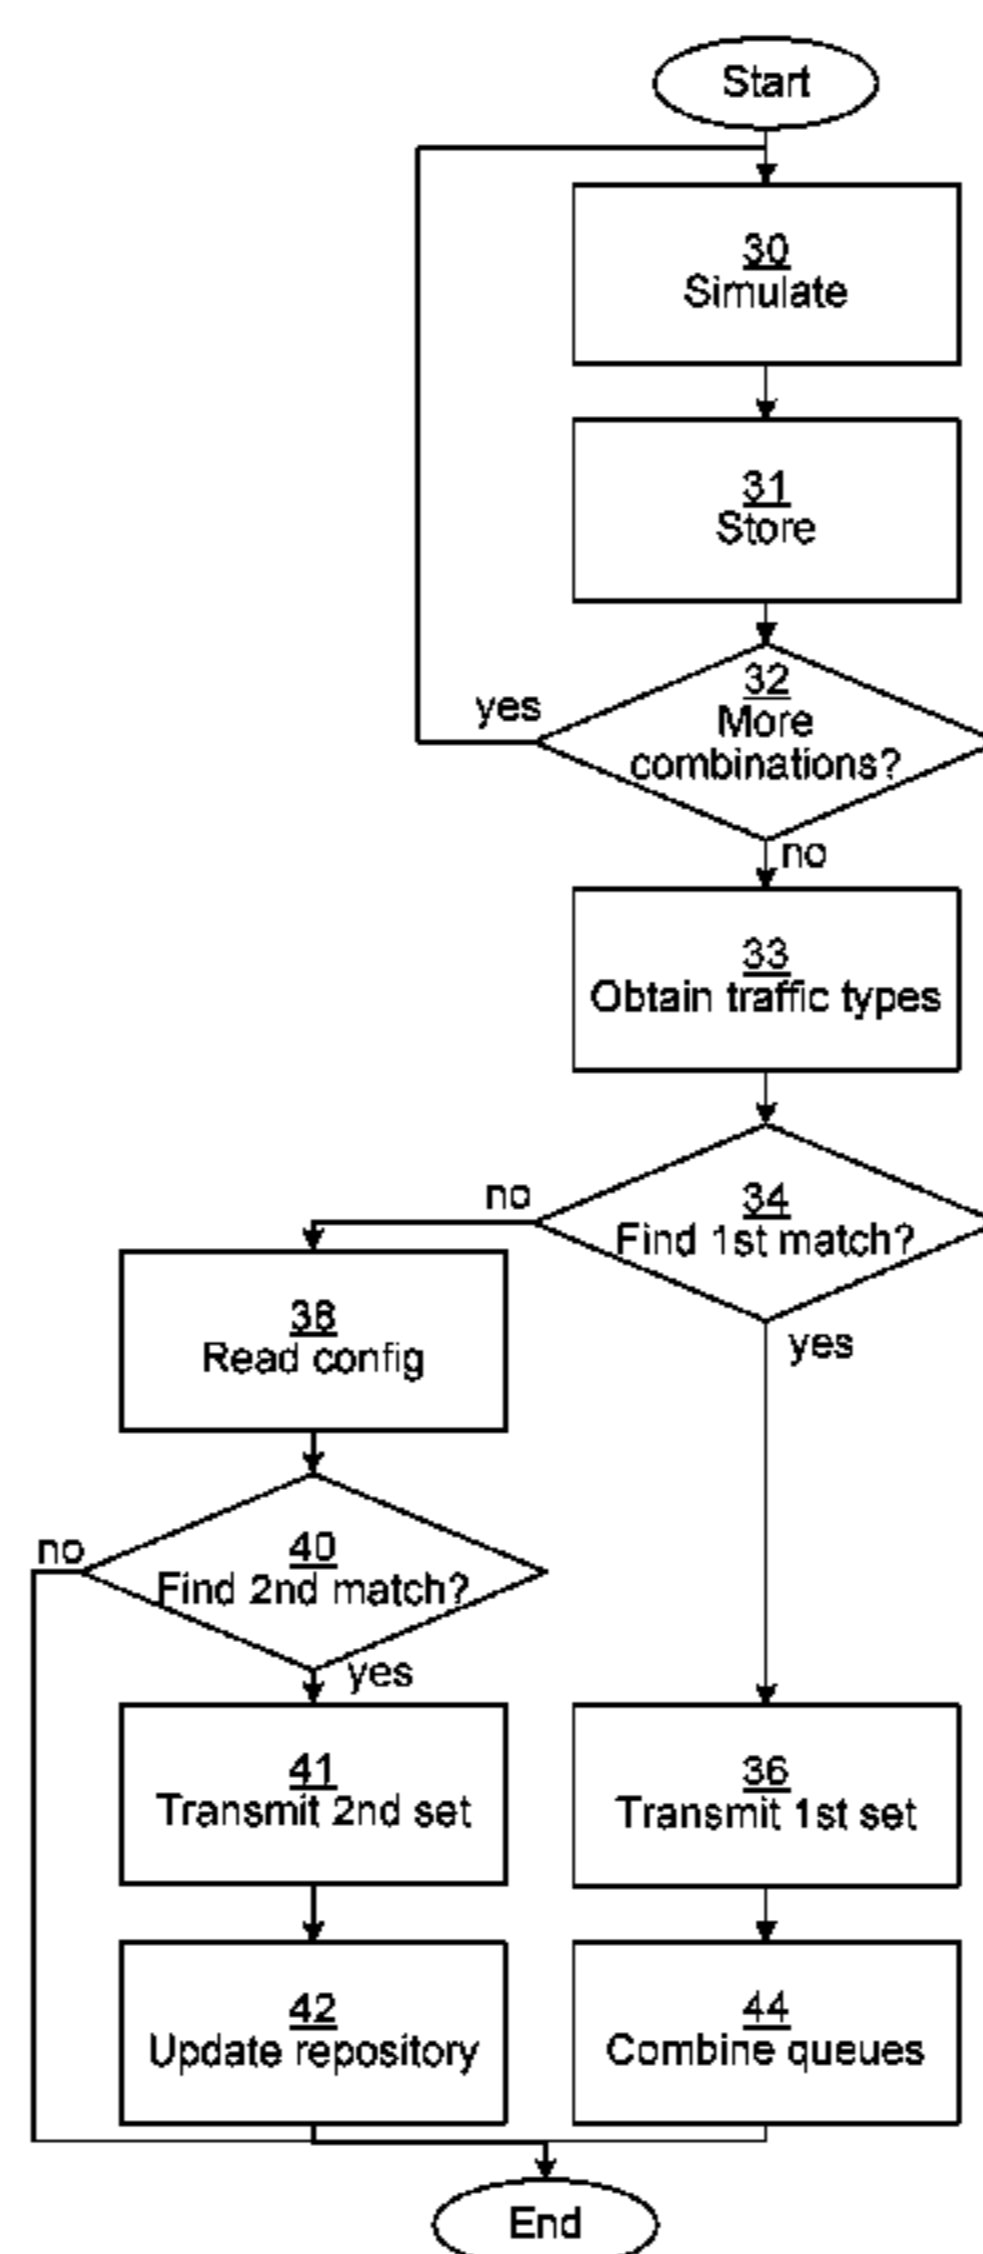 Start
30
Simulate
31
Store
yes
32
More
combinations?
no
33
Obtain traffic types
no
34
Find 1st match?
yes
38
Read config
no
40
Find 2nd match?
yes
41
Transmit 2nd set
36
Transmit 1st set
42
Update repository
44
Combine queues
End